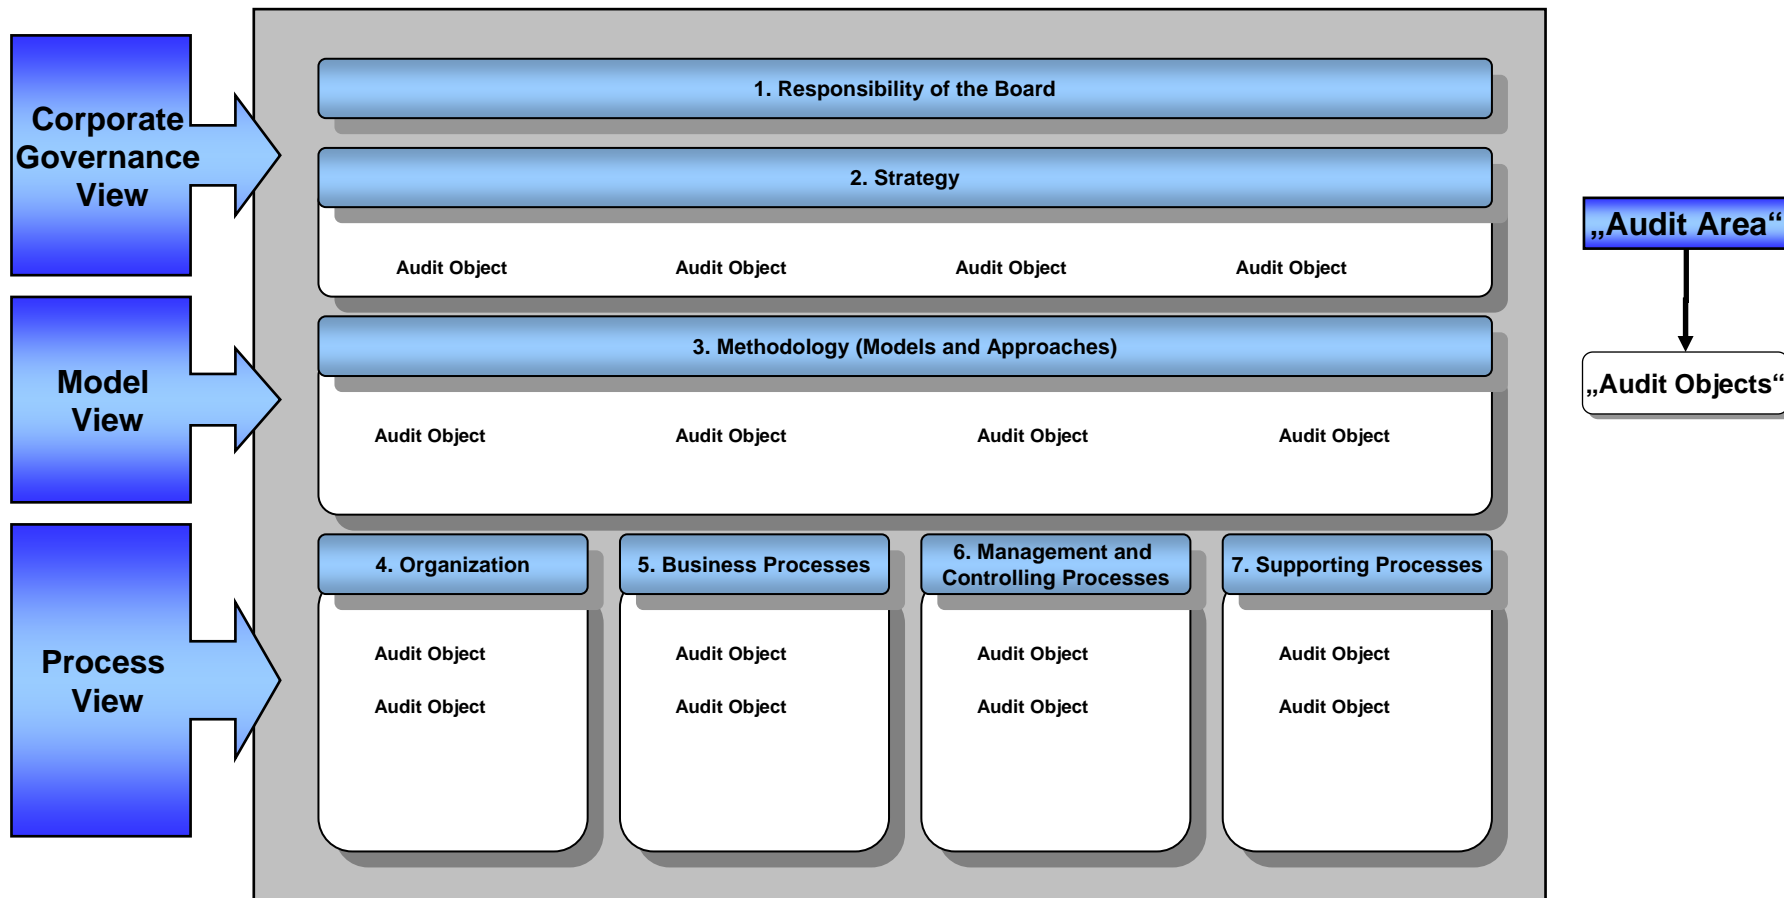 Corporate
Governance
View
Model
View
Process
View
1. Responsibility of the Board
2. Strategy
Audit Object Audit Object Audit Object Audit Object
3. Methodology (Models and Approaches)
Audit Object Audit Object Audit Object Audit Object
4. Organization
Audit Object
Audit Object
5. Business Processes
Audit Object
Audit Object
6. Management and
Controlling Processes
Audit Object
Audit Object
7. Supporting Processes
Audit Object
Audit Object
„Audit Area“
„Audit Objects“